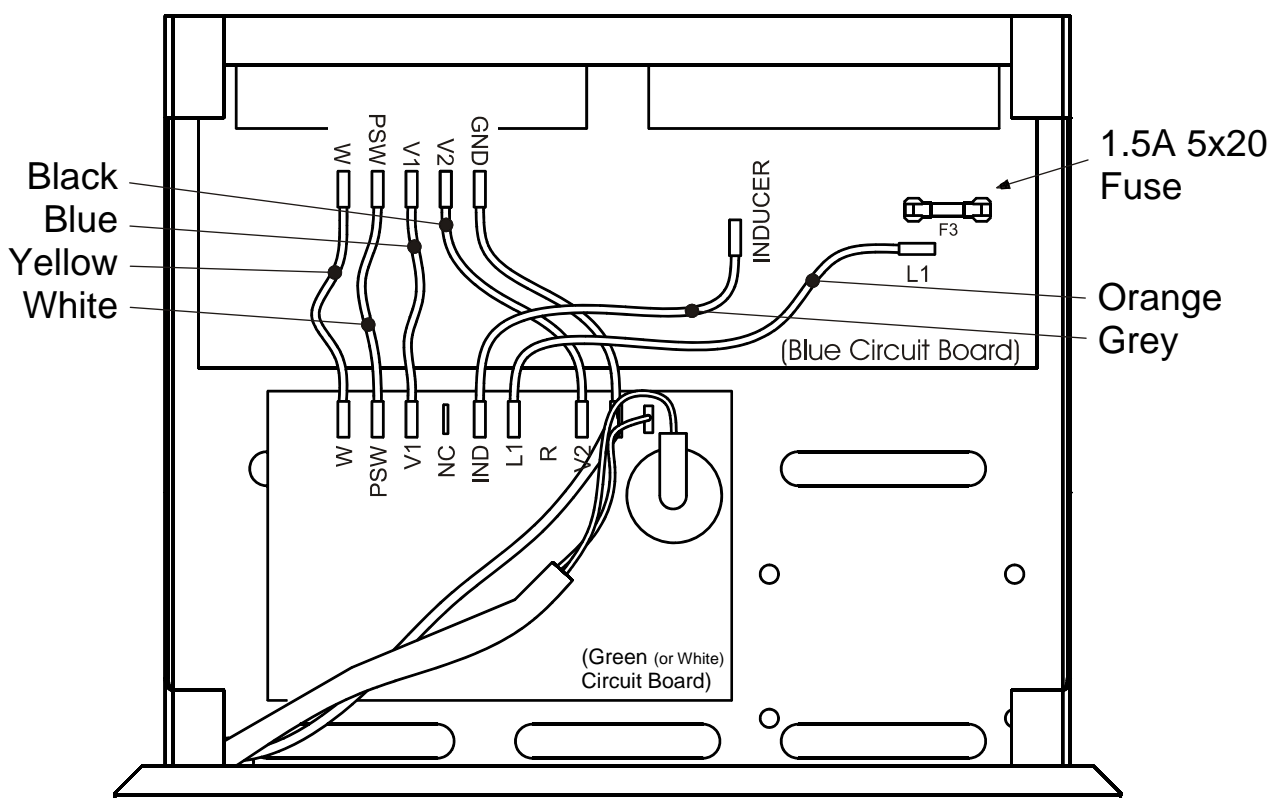 W
PSW
V1
V2
GND
INDUCER
1.5A 5x20
Fuse
F3
L1
Black
Blue
Yellow
White
Orange
Grey
(Blue Circuit Board)
W
PSW
V1
NC
IND
L1
R
V2
(Green (or White)
Circuit Board)